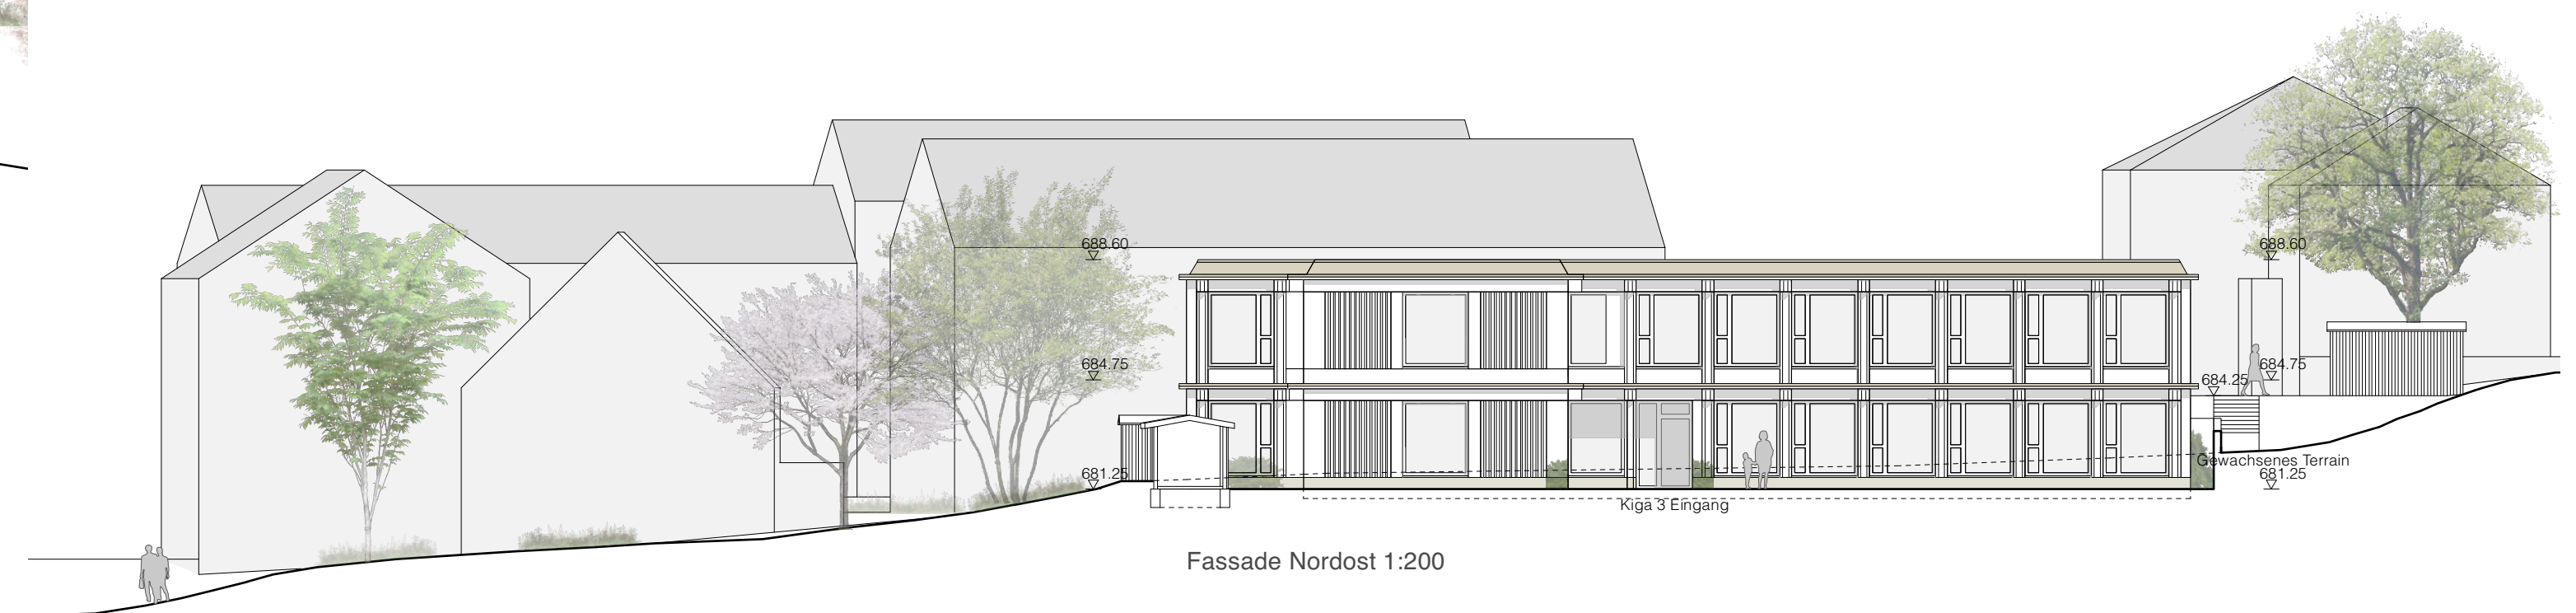 688.60
688.60
684.75
684.75
684.25
681.25
Gewachsenes Terrain
681.25
Kiga 3 Eingang
Fassade Nordost 1:200